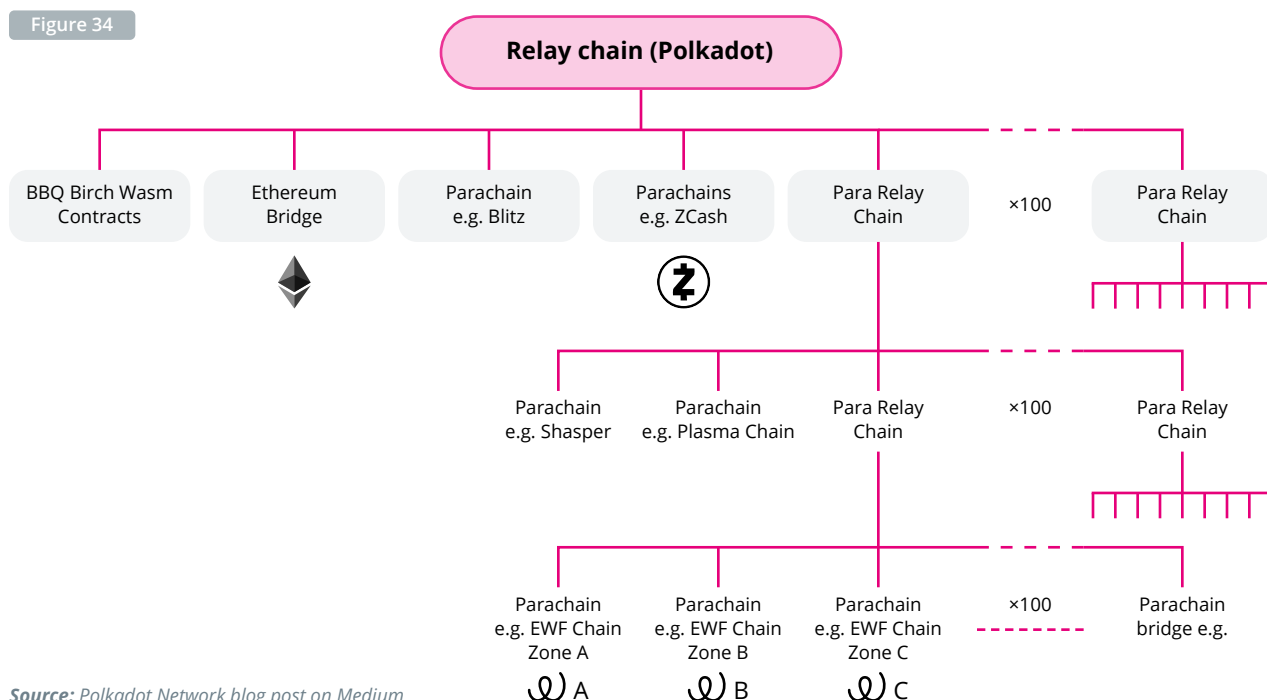 Figure 34
Relay chain (Polkadot)
BBQ Birch Wasm
Contracts
Ethereum
Bridge
Parachain
e.g. Blitz
Parachains
e.g. ZCash
Para Relay
Chain
×100
Para Relay
Chain
Parachain
e.g. Shasper
Parachain
e.g. Plasma Chain
Para Relay
Chain
×100
Para Relay
Chain
Parachain
e.g. EWF Chain
Zone A
A
Parachain
e.g. EWF Chain
Zone B
B
Parachain
e.g. EWF Chain
Zone C
C
×100
Parachain
bridge e.g.
Source: Polkadot Network blog post on Medium